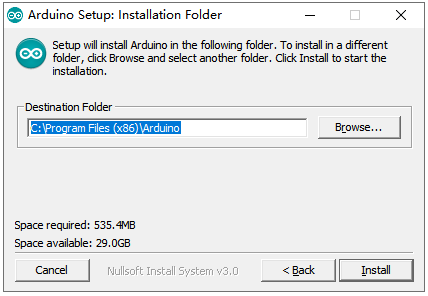 Arduino Setup: Installation Folder
Setup will install Arduino in the following folder. To install in a different
folder, click Browse and select another folder. Click Install to start the
installation.
Destination Folder
C:\Program Files (x86)\Arduino
Browse...
Space required: 535.4MB
Space available: 29.0GB
Cancel
Nullsoft Install System v3.0
< Back
Install